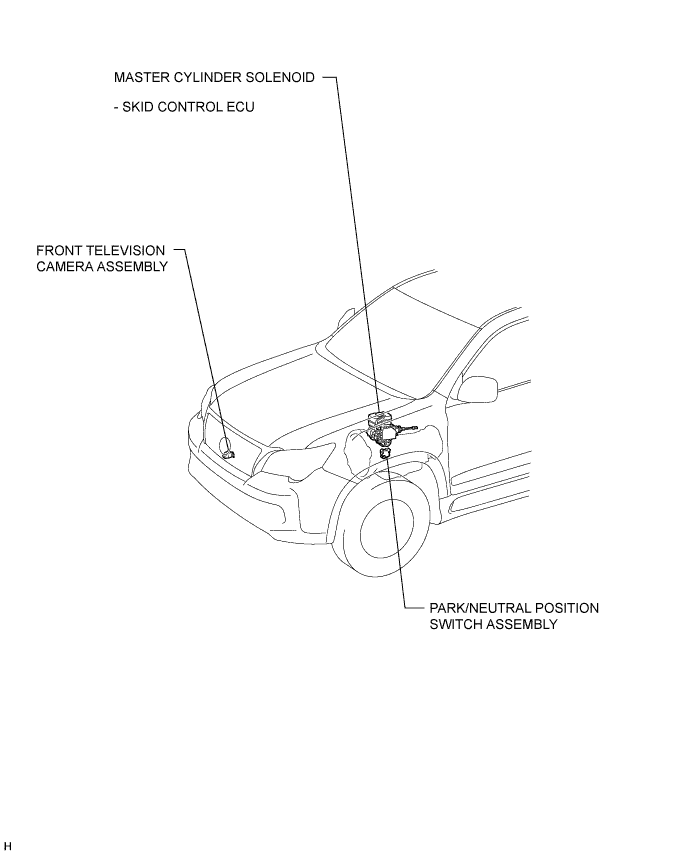 MASTER CYLINDER SOLENOID
- SKID CONTROL ECU
FRONT TELEVISION
CAMERA ASSEMBLY
PARK/NEUTRAL POSITION
SWITCH ASSEMBLY
H